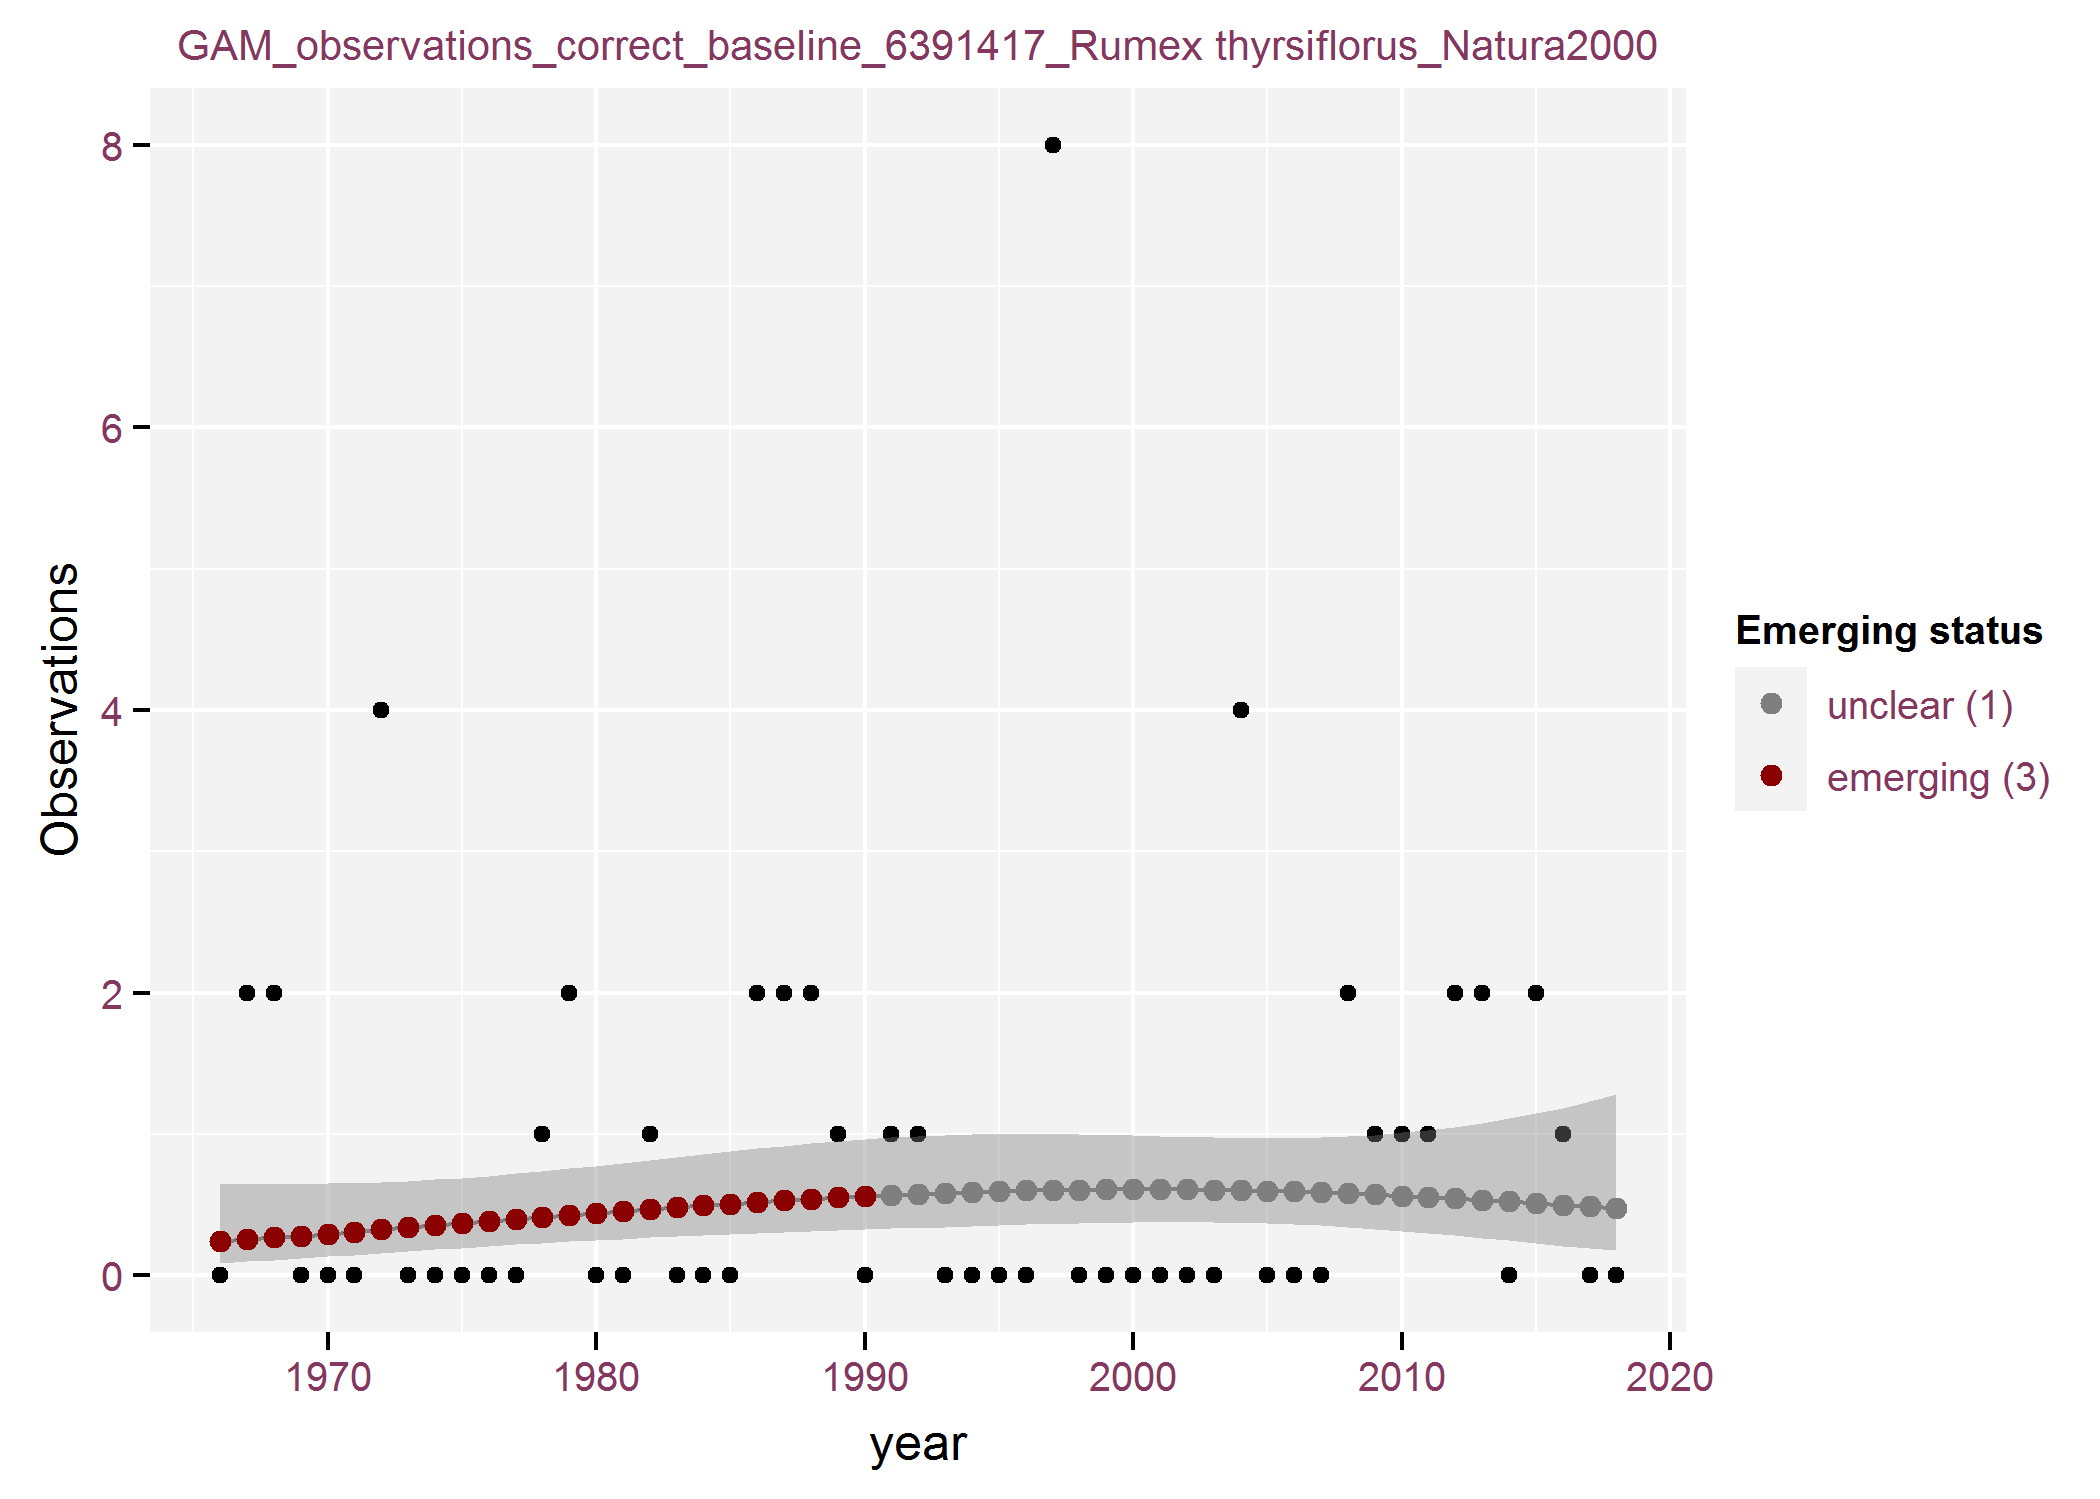 GAM_observations_correct_baseline_6391417_Rumex thyrsiflorus_Natura2000
8
6
4
2
0
Observations
1970 1980 1990 2000 2010 2020
year
Emerging status
unclear (1)
emerging (3)